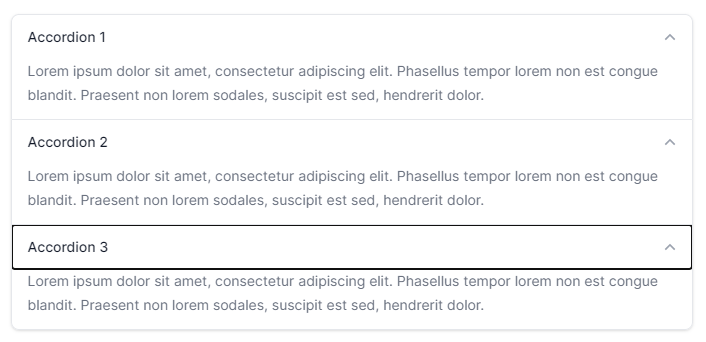 Accordion 1
Lorem ipsum dolor sit amet, consectetur adipiscing elit. Phasellus tempor lorem non est congue
blandit. Praesent non lorem sodales, suscipit est sed, hendrerit dolor.
Accordion 2
Lorem ipsum dolor sit amet, consectetur adipiscing elit. Phasellus tempor lorem non est congue
blandit. Praesent non lorem sodales, suscipit est sed, hendrerit dolor.
Accordion 3
Lorem ipsum dolor sit amet, consectetur adipiscing elit. Phasellus tempor lorem non est congue
blandit. Praesent non lorem sodales, suscipit est sed, hendrerit dolor.